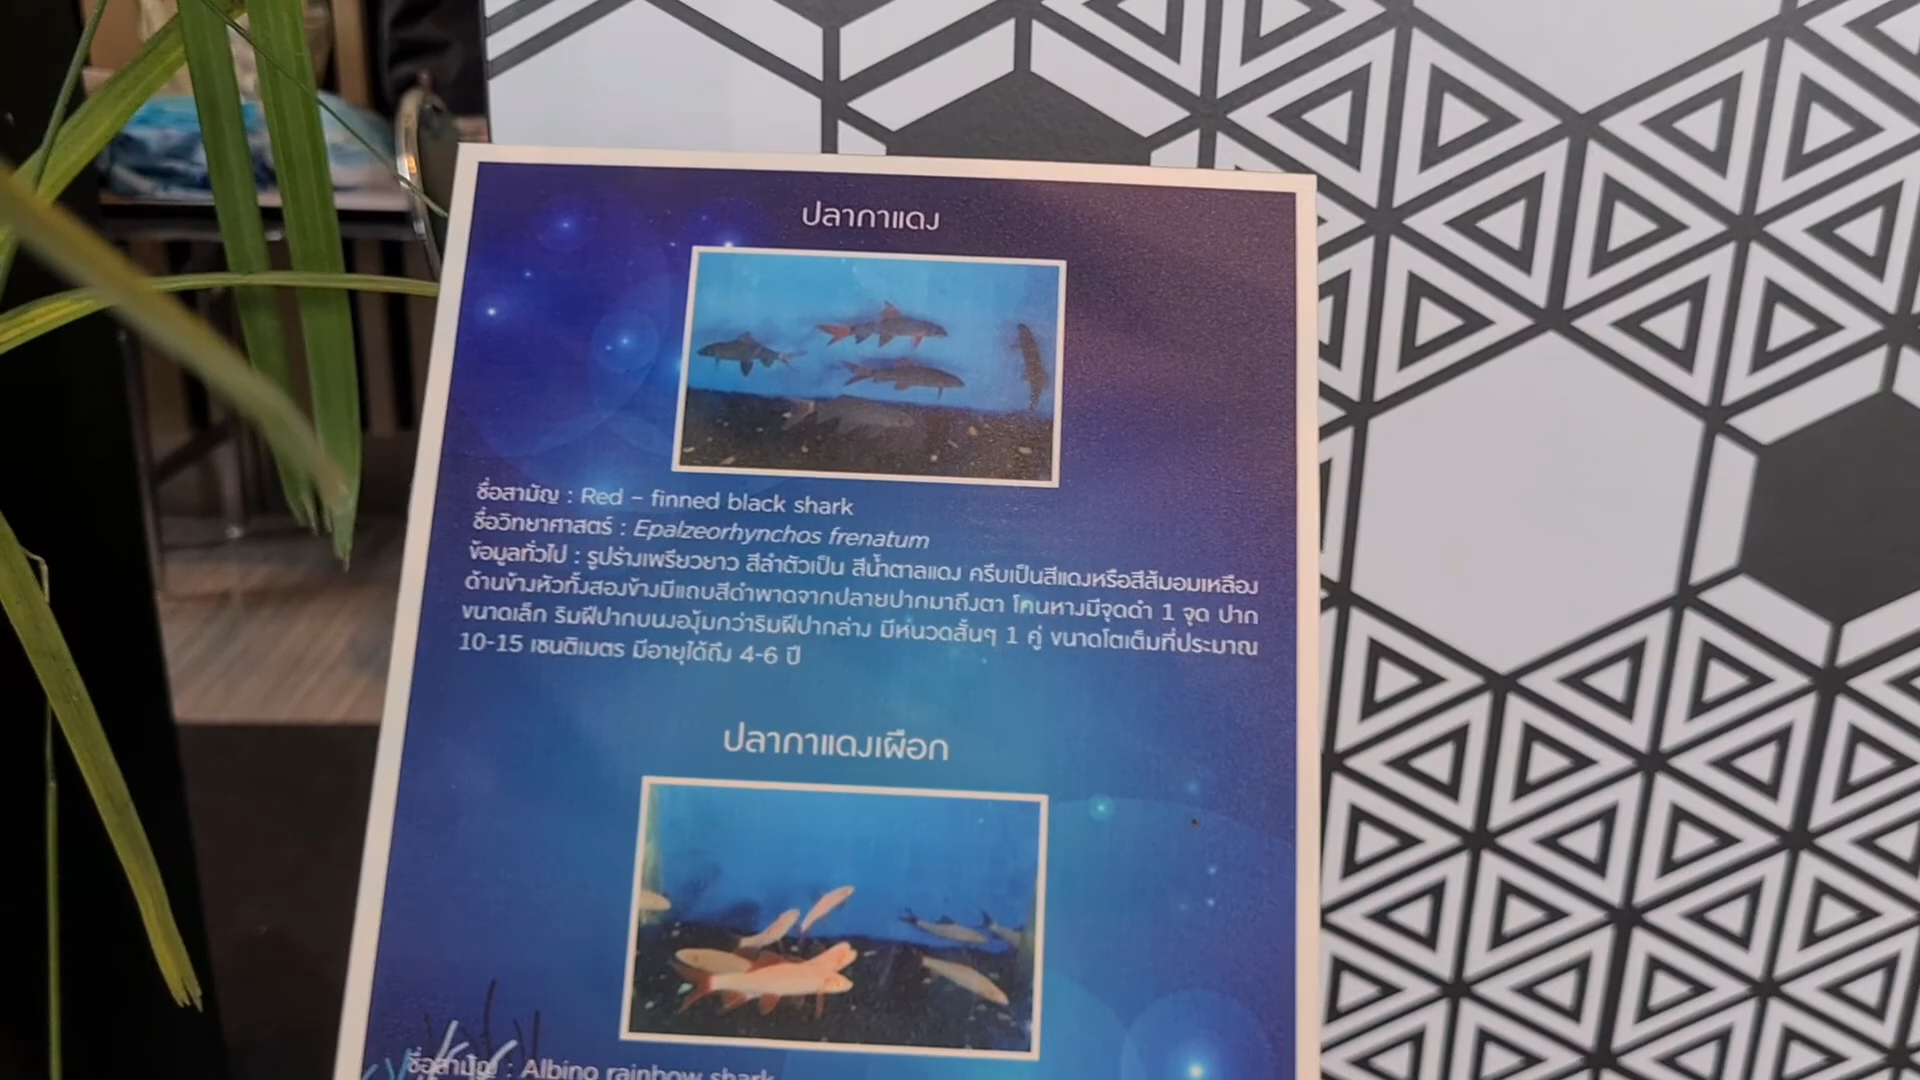 ปลากาแดง
ชื่อสามัญ : Red – finned black shark
ชื่อวิทยาศาสตร์ : Epalzeorhynchos frenatum
ข้อมูลทั่วไป : รูปร่างเพรียวยาว สีลำตัวเป็น สีน้ำตาลแดง ครีบเป็นสีแดงหรือสีส้มอมเหลือง
ด้านข้างหัวทั้งสองข้างมีแถบสีดำพาดจากปลายปากมาถึงตา โคนหางมีจุดดำ 1 จุด ปาก
ขนาดเล็ก ริมฝีปากบนงองุ้มกว่าริมฝีปากล่าง มีหนวดสั้นๆ 1 คู่ ขนาดโตเต็มที่ประมาณ
10-15 เซนติเมตร มีอายุได้ถึง 4-6 ปี
ปลากาแดงเผือก
ชื่อสามัญ : Albino rainbow shark